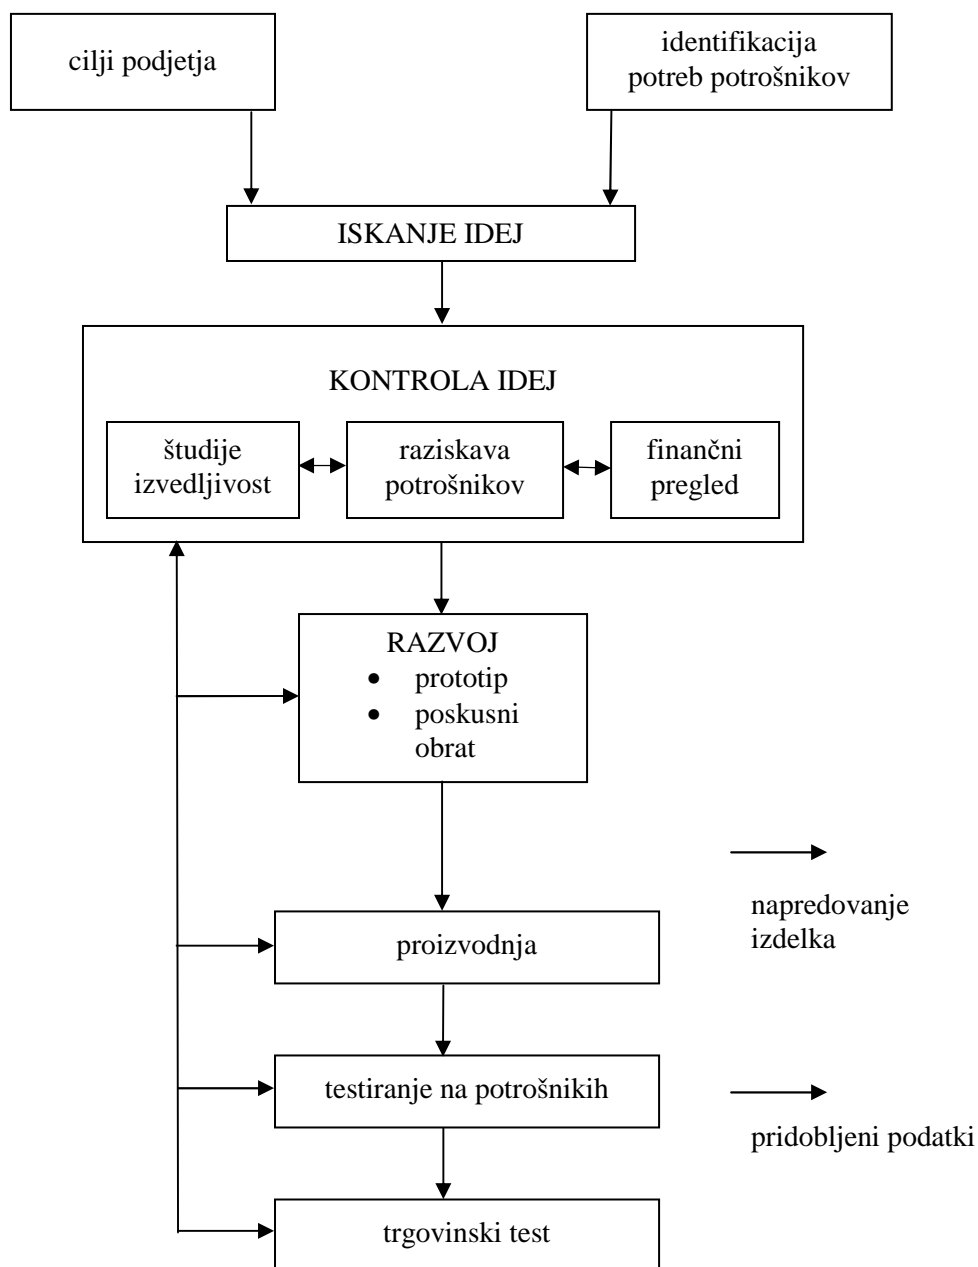 cilji podjetja
identifikacija
potreb potrošnikov
ISKANJE IDEJ
KONTROLA IDEJ
študije
izvedljivost
raziskava
potrošnikov
finančni
pregled
RAZVOJ
• prototip
• poskusni
obrat
napredovanje
izdelka
proizvodnja
testiranje na potrošnikih
pridobljeni podatki
trgovinski test